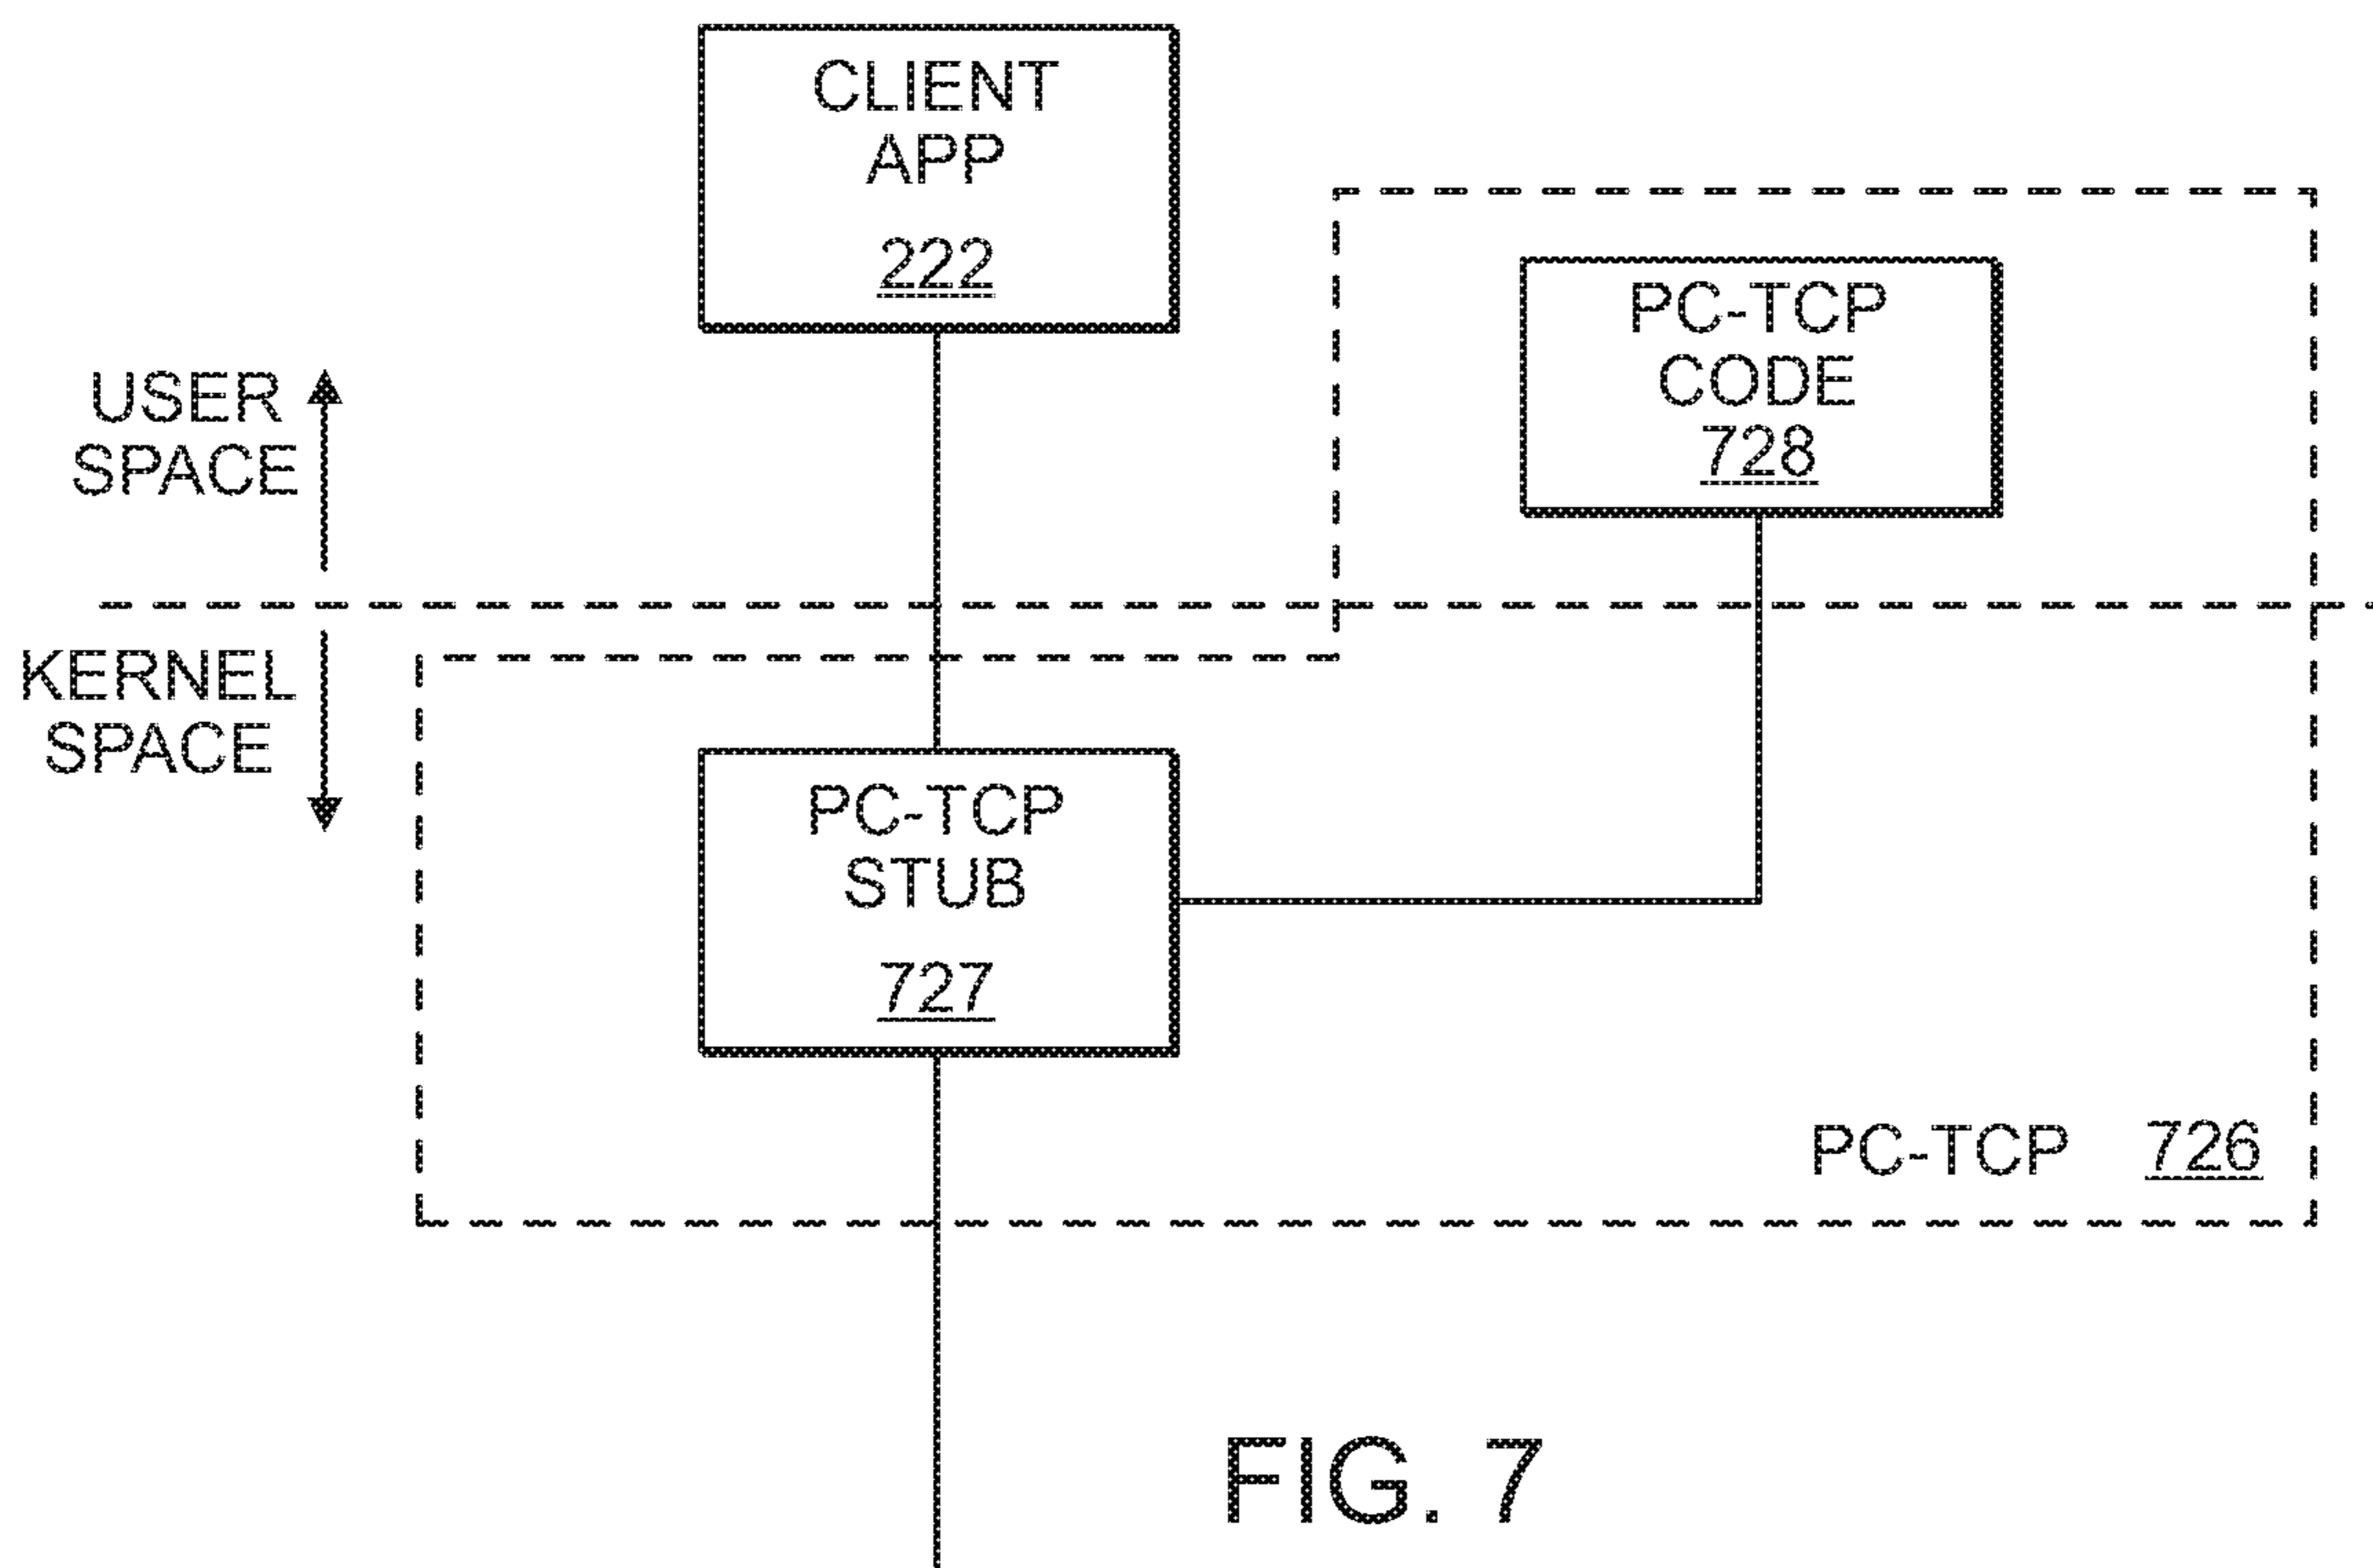 CLIENT
APP
222
PC-TCP
CODE
728
USER
SPACE
KERNEL
SPACE
PC-TCP
STUB
727
PC-TCP 726
FIG. 7